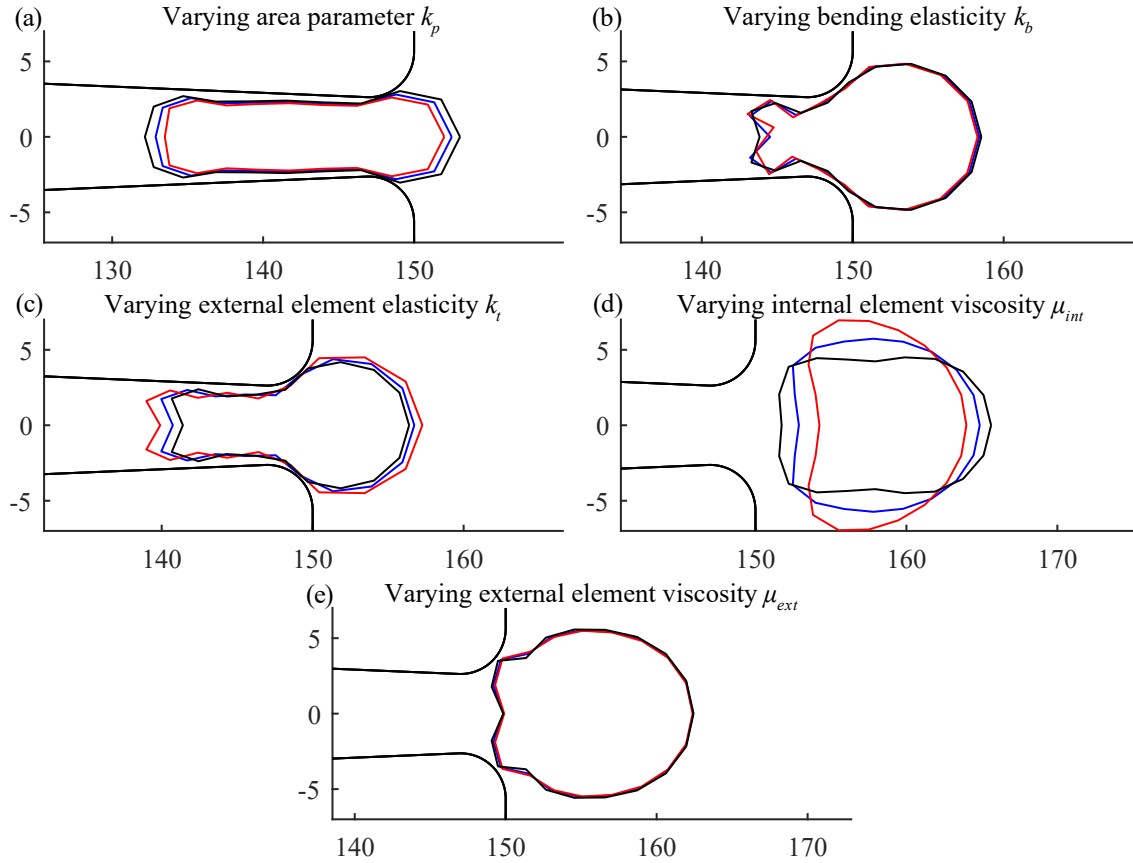 (a) Varying area parameter k_p
5
0
-5
130 140 150
(b) Varying bending elasticity k_b
5
0
-5
140 150 160
(c) Varying external element elasticity k_t
5
0
-5
140 150 160
(d) Varying internal element viscosity μ_int
5
0
-5
150 160 170
(e) Varying external element viscosity μ_ext
5
0
-5
140 150 160 170